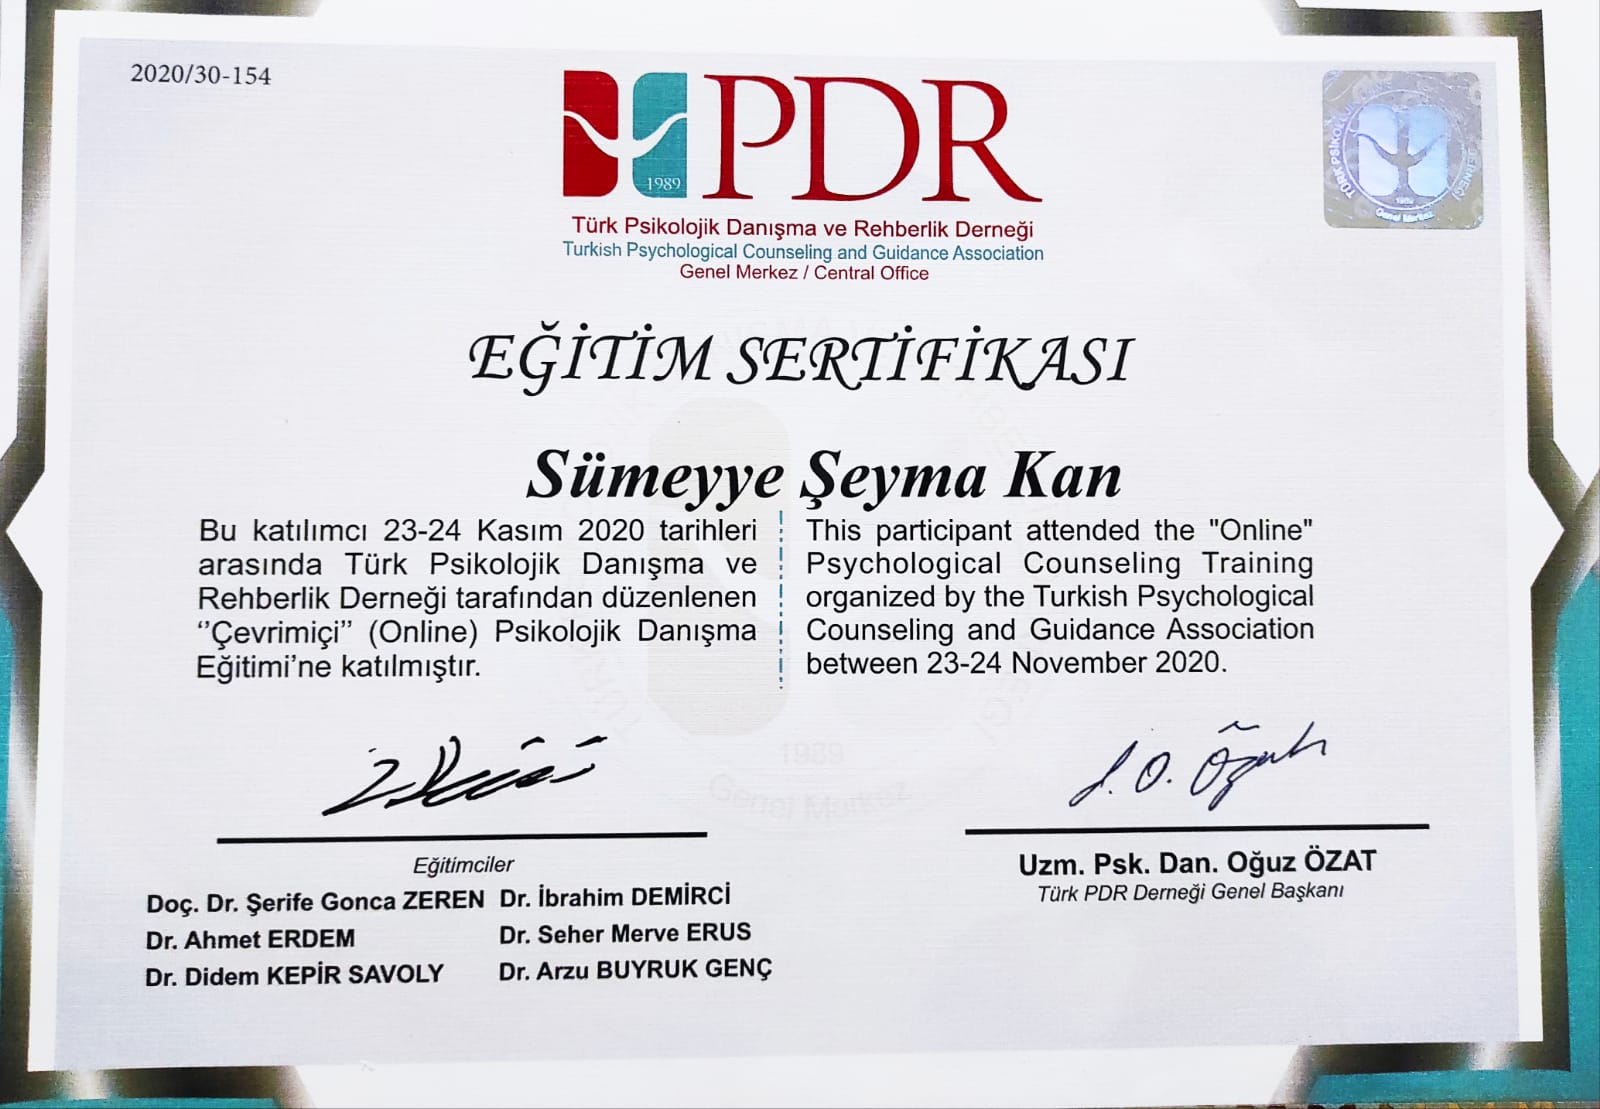 2020/30-154
PDR
1989
Türk Psikolojik Danışma ve Rehberlik Derneği
Turkish Psychological Counseling and Guidance Association
Genel Merkez / Central Office
EĞİTİM SERTİFİKASI
Sümeyye Şeyma Kan
Bu katılımcı 23-24 Kasım 2020 tarihleri
arasında Türk Psikolojik Danışma ve
Rehberlik Derneği tarafından düzenlenen
‘’Çevrimiçi’’ (Online) Psikolojik Danışma
Eğitimi’ne katılmıştır.
This participant attended the "Online"
Psychological Counseling Training
organized by the Turkish Psychological
Counseling and Guidance Association
between 23-24 November 2020.
1989
Genel Merkez
Eğitimciler
Doç. Dr. Şerife Gonca ZEREN
Dr. Ahmet ERDEM
Dr. Didem KEPİR SAVOLY
Dr. İbrahim DEMİRCİ
Dr. Seher Merve ERUS
Dr. Arzu BUYRUK GENÇ
Uzm. Psk. Dan. Oğuz ÖZAT
Türk PDR Derneği Genel Başkanı